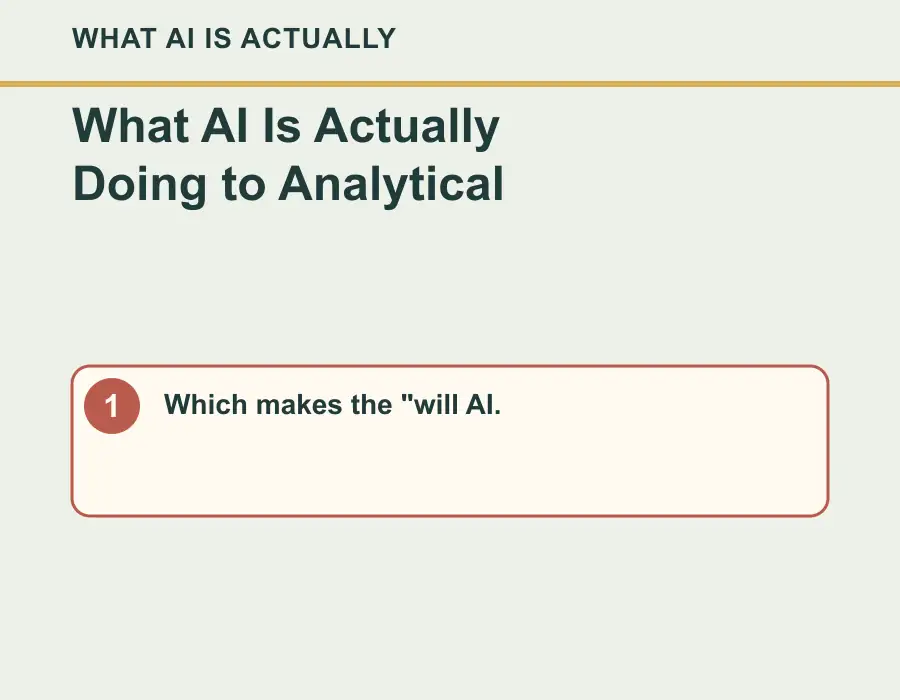 WHAT AI IS ACTUALLY
What AI Is Actually
Doing to Analytical
1
Which makes the "will AI.